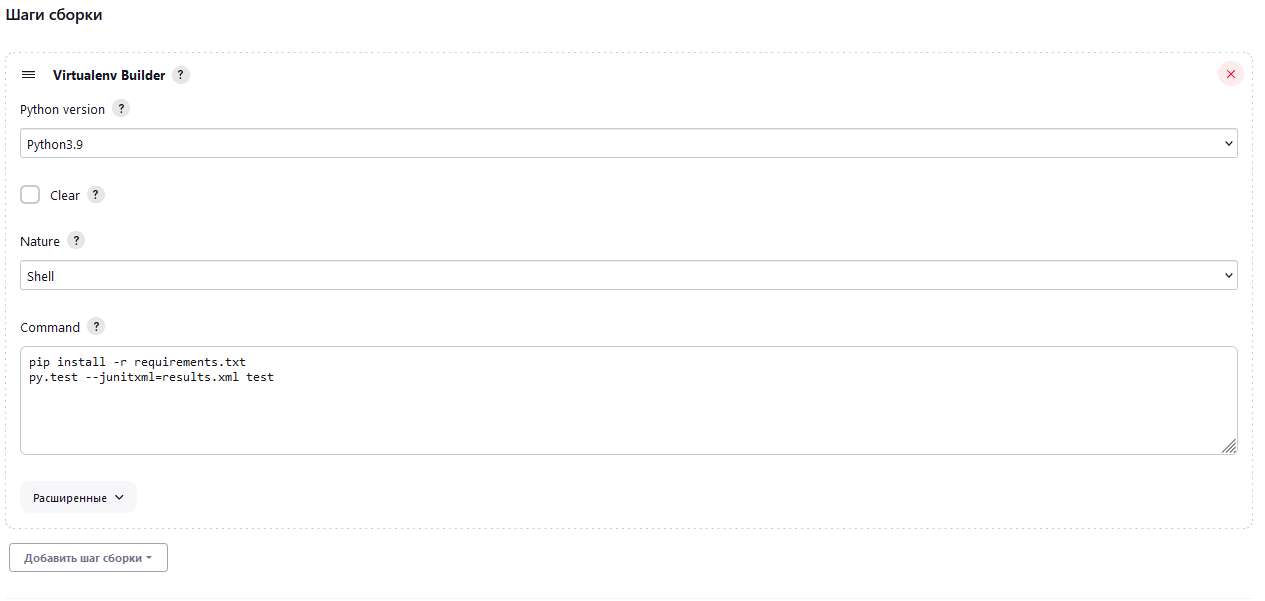 Шаги сборки
Virtualenv Builder ?
Python version ?
Python3.9
Clear ?
Nature ?
Shell
Command ?
pip install -r requirements.txt
py.test --junitxml=results.xml test
Расширенные
Добавить шаг сборки